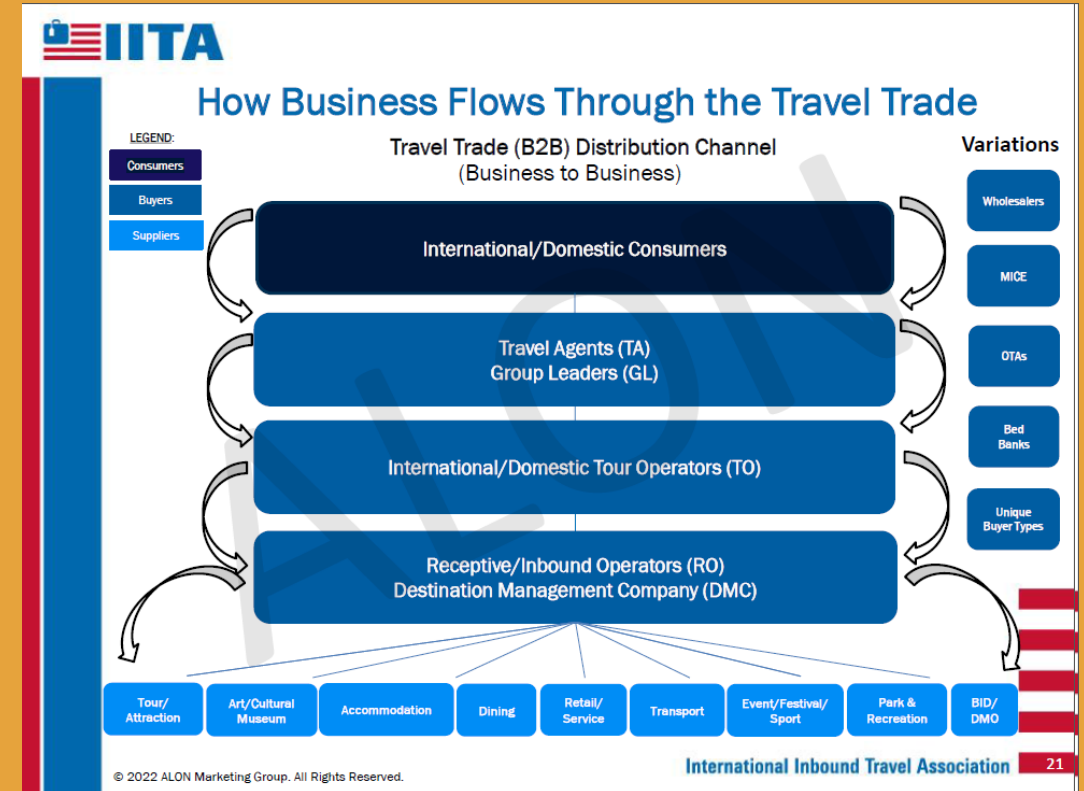 IITA
How Business Flows Through the Travel Trade
LEGEND:
Consumers
Buyers
Suppliers
Travel Trade (B2B) Distribution Channel
(Business to Business)
Variations
Wholesalers
MICE
OTAs
Bed
Banks
Unique
Buyer Types
International/Domestic Consumers
Travel Agents (TA)
Group Leaders (GL)
International/Domestic Tour Operators (TO)
Receptive/Inbound Operators (RO)
Destination Management Company (DMC)
ALON
Tour/
Attraction
Art/Cultural
Museum
Accommodation
Dining
Retail/
Service
Transport
Event/Festival/
Sport
Park &
Recreation
BID/
DMO
© 2022 ALON Marketing Group. All Rights Reserved.
International Inbound Travel Association
21